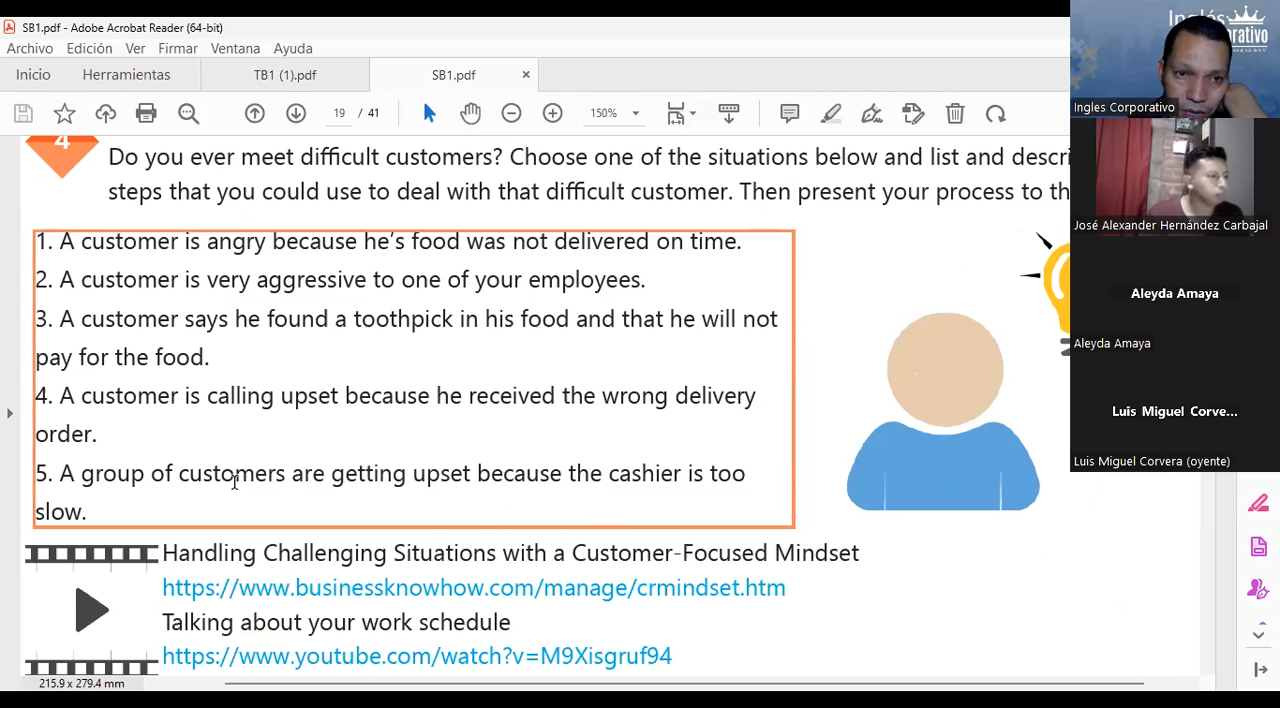 SB1.pdf - Adobe Acrobat Reader (64-bit)
Archivo Edición Ver Firmar Ventana Ayuda
Inicio Herramientas TB1 (1).pdf SB1.pdf ×
19 / 41 150%
4
Do you ever meet difficult customers? Choose one of the situations below and list and descri
steps that you could use to deal with that difficult customer. Then present your process to th
1. A customer is angry because he's food was not delivered on time.
2. A customer is very aggressive to one of your employees.
3. A customer says he found a toothpick in his food and that he will not
pay for the food.
4. A customer is calling upset because he received the wrong delivery
order.
5. A group of customers are getting upset because the cashier is too
slow.
Handling Challenging Situations with a Customer-Focused Mindset
https://www.businessknowhow.com/manage/crmindset.htm
Talking about your work schedule
https://www.youtube.com/watch?v=M9Xisgruf94
215.9 x 279.4 mm
Ingles Corporativo
José Alexander Hernández Carbajal
Aleyda Amaya
Aleyda Amaya
Luis Miguel Corve...
Luis Miguel Corvera (oyente)